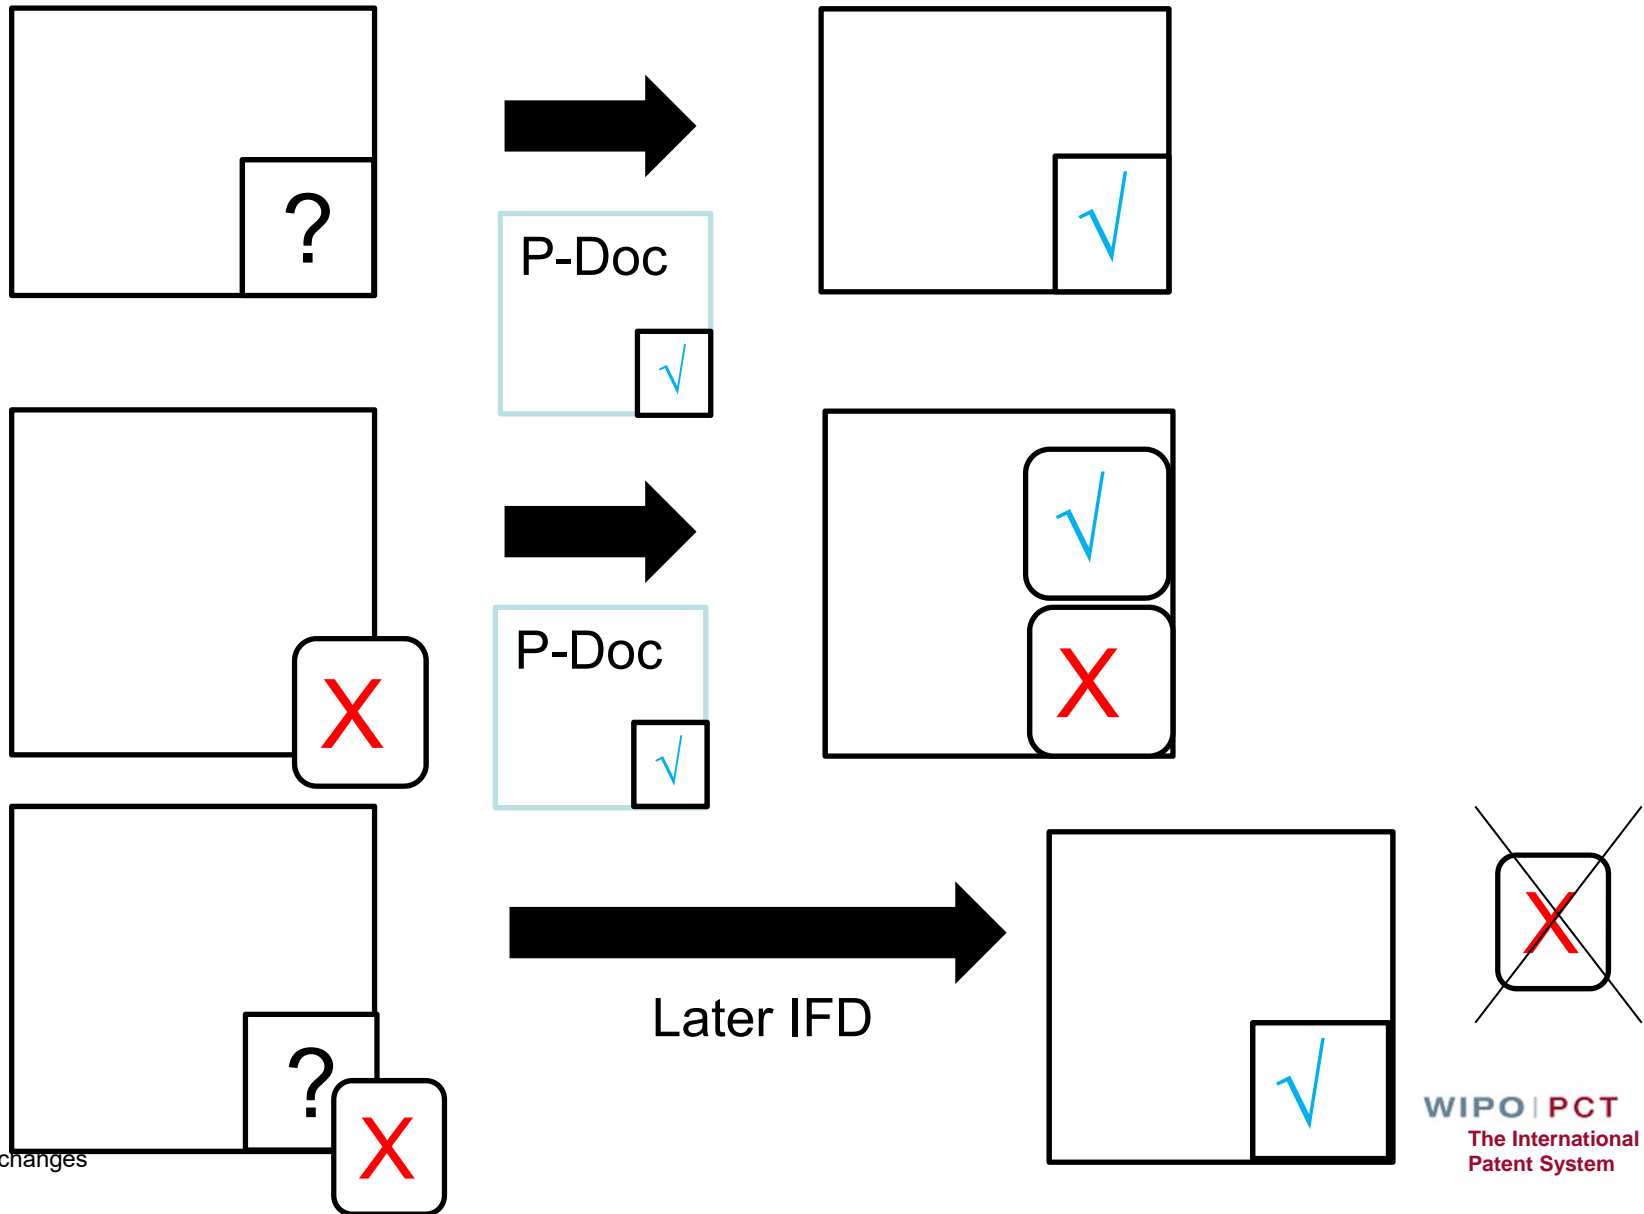 ?
P-Doc
√
√
X
P-Doc
√
√
X
?
X
Later IFD
√
X
WIPO | PCT
The International
Patent System
changes